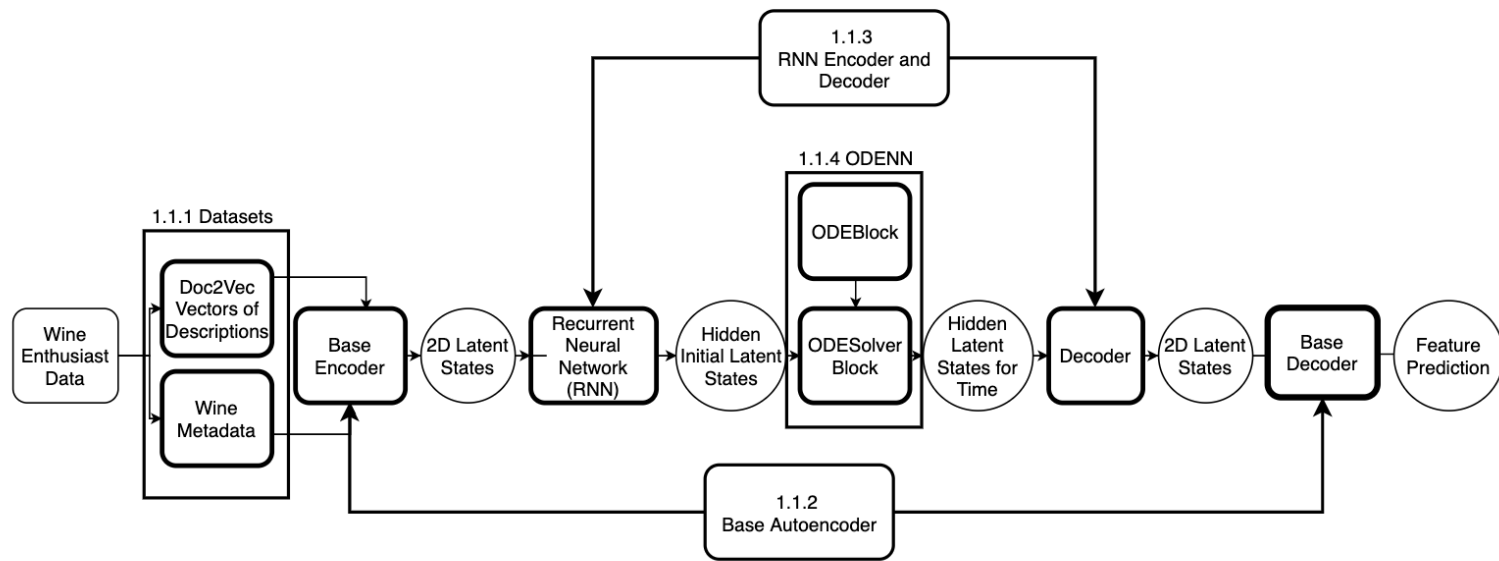 1.1.3
RNN Encoder and
Decoder
1.1.4 ODENN
ODEBlock
1.1.1 Datasets
Doc2Vec
Vectors of
Descriptions
Wine
Enthusiast
Data
Wine
Metadata
Base
Encoder
2D Latent
States
Recurrent
Neural
Network
(RNN)
Hidden
Initial Latent
States
ODESolver
Block
Hidden
Latent
States for
Time
Decoder
2D Latent
States
Base
Decoder
Feature
Prediction
1.1.2
Base Autoencoder